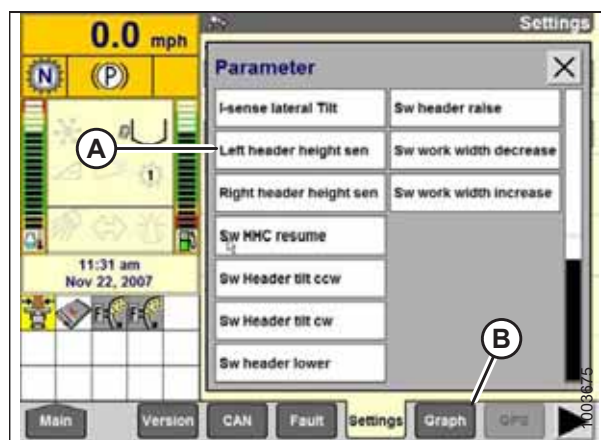 0.0 mph
Settings
N
(P)
Parameter
I-sense lateral Tilt
Sw header raise
A
Left header height sen
Sw work width decrease
1
Right header height sen
Sw work width increase
Sw HHC resume
11:31 am
Nov 22, 2007
Sw Header tilt ccw
F=
F=
Sw Header tilt cw
B
Sw header lower
1003675
Main
Version
CAN
Fault
Settings
Graph
GPS